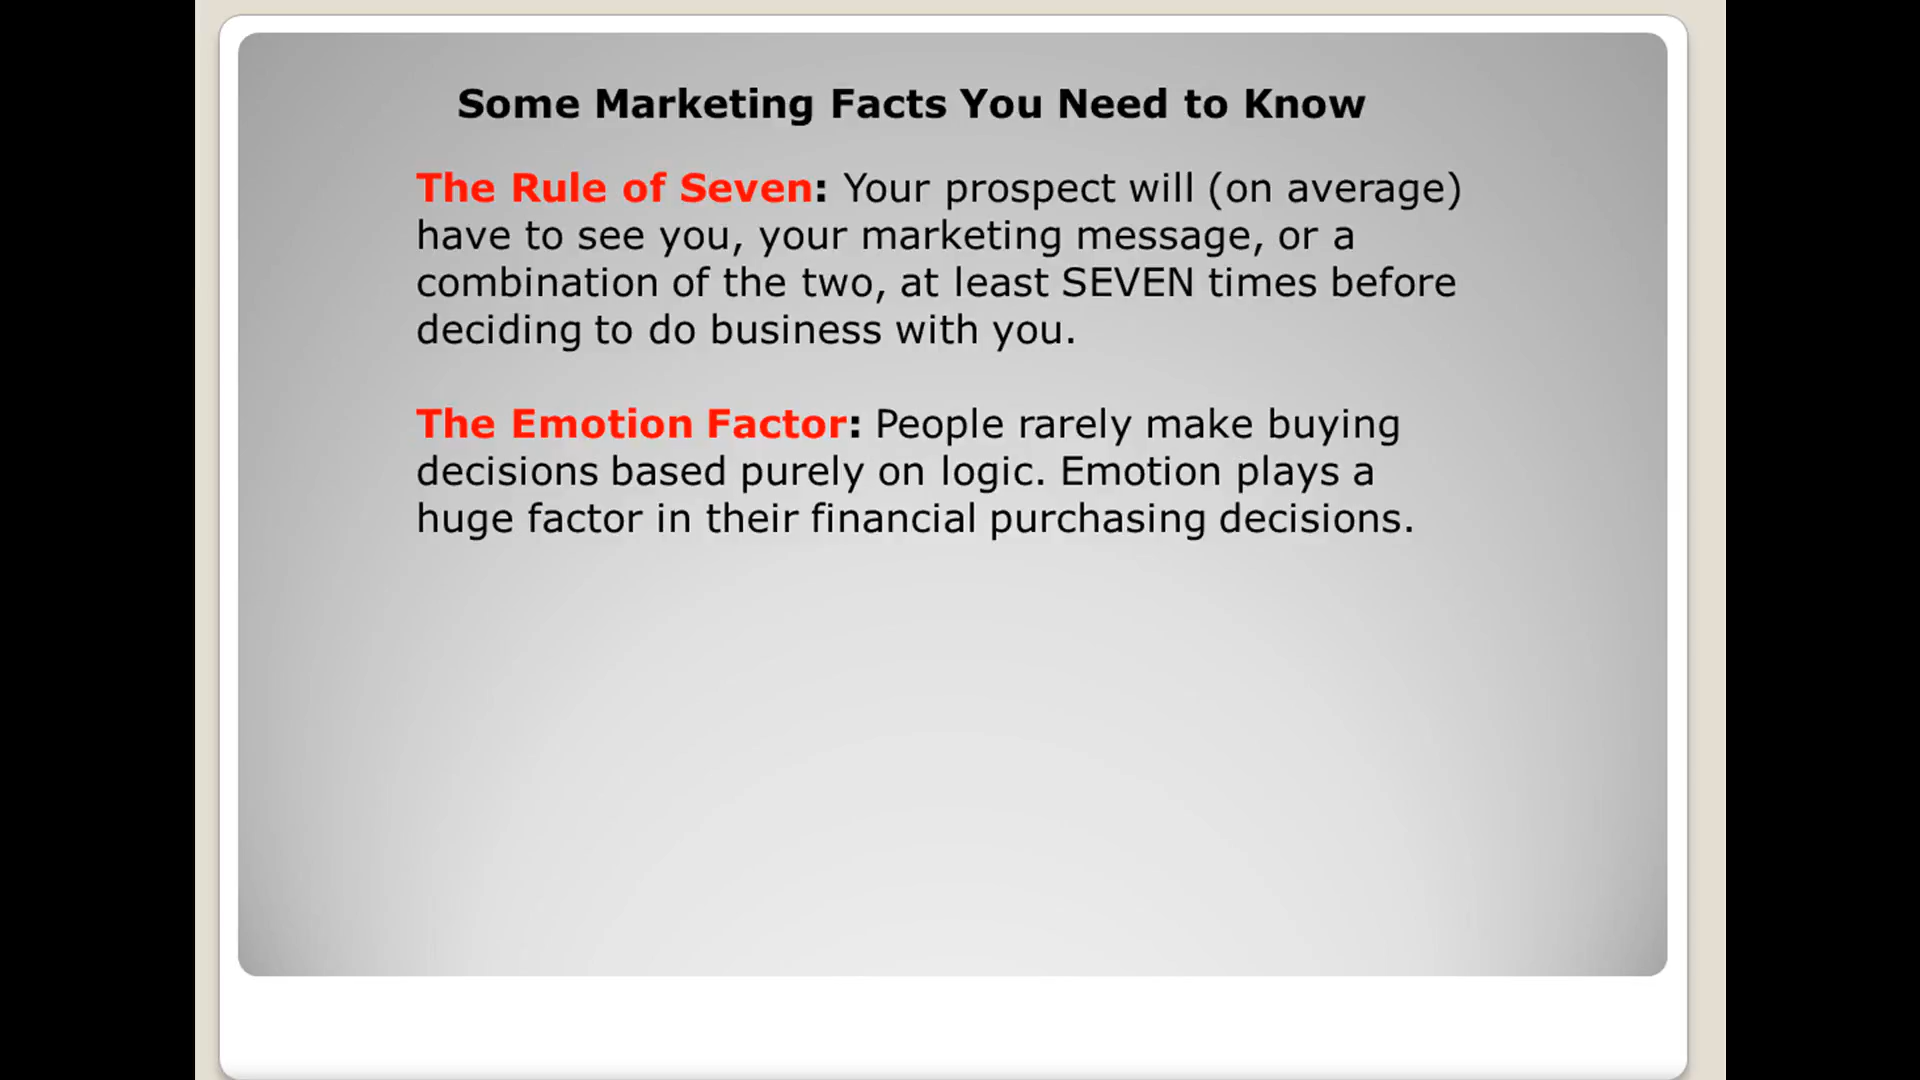 Some Marketing Facts You Need to Know
The Rule of Seven: Your prospect will (on average)
have to see you, your marketing message, or a
combination of the two, at least SEVEN times before
deciding to do business with you.
The Emotion Factor: People rarely make buying
decisions based purely on logic. Emotion plays a
huge factor in their financial purchasing decisions.